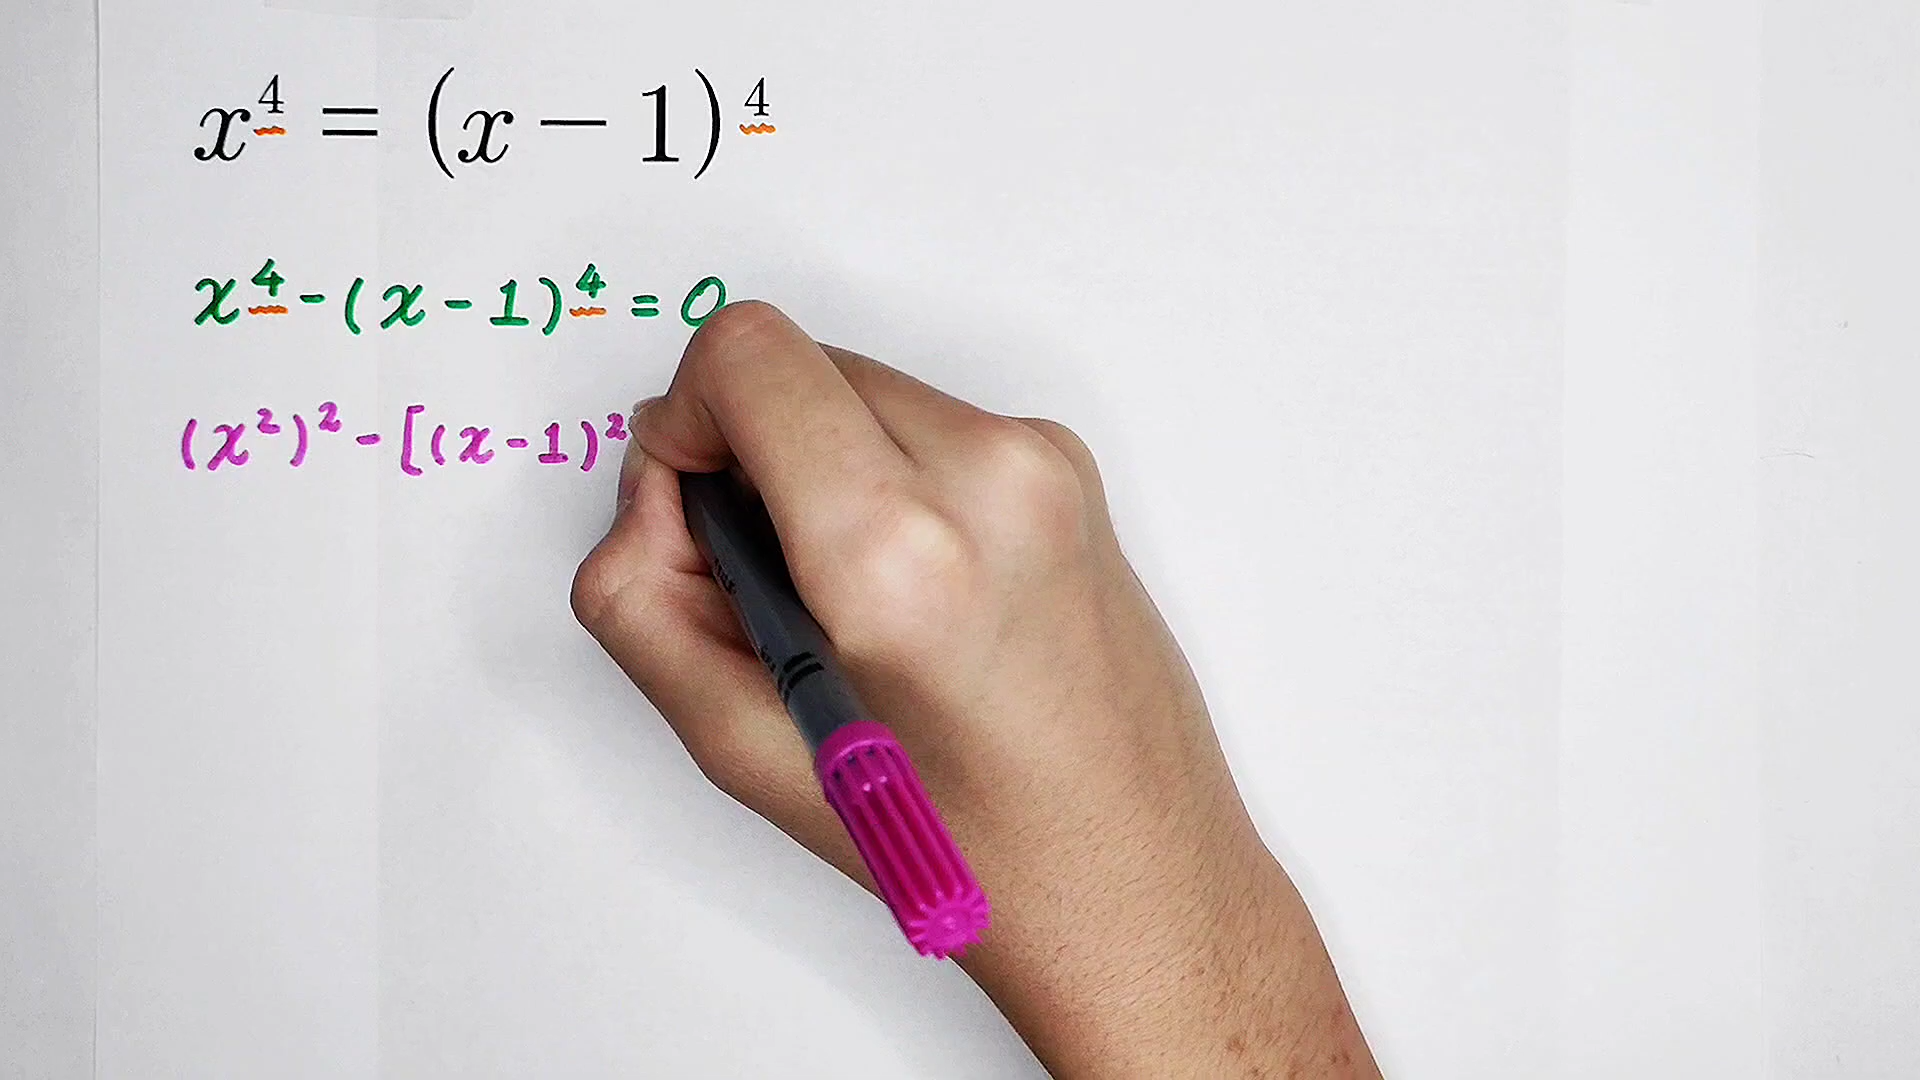 x⁴ = (x − 1)⁴
x⁴ - (x - 1)⁴ = 0
(x²)² - [(x - 1)²